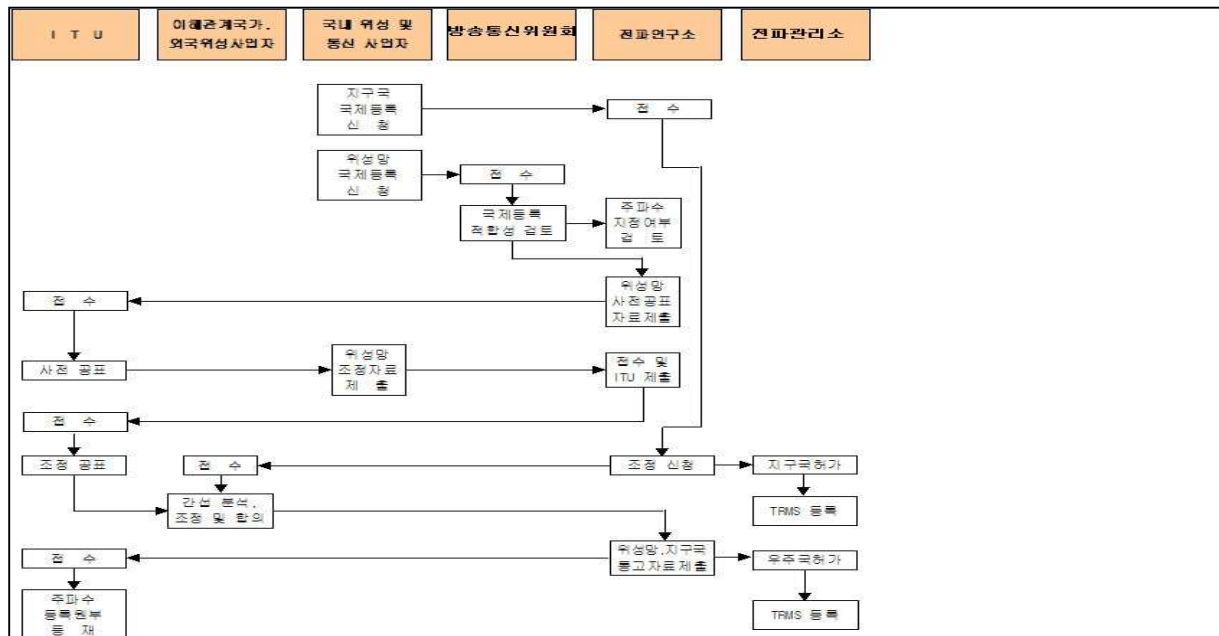 I T U
이해관계국가,
외국위성사업자
국내 위성 및
통신 사업자
방송통신위원회
전파연구소
전파관리소
지구국
국제등록
신 청
접 수
위성망
국제등록
신 청
접 수
국제등록
적합성 검토
주파수
지정여부
검 토
접 수
위성망
사전공표
자료제출
사전 공표
위성망
조정자료
제 출
접수 및
ITU 제출
접 수
조정 공표
접 수
조정 신청
지구국허가
간섭 분석,
조정 및 합의
TRMS 등록
접 수
위성망,지구국
통고자료제출
우주국허가
주파수
등록원부
등 재
TRMS 등록